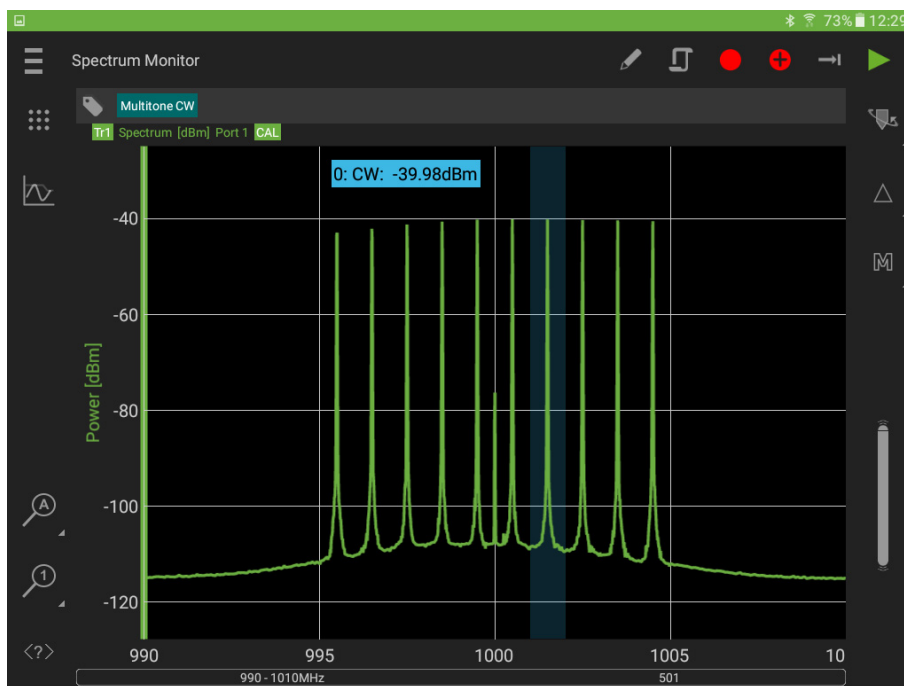 73% 12:29
Spectrum Monitor
Multitone CW
Tr1 Spectrum [dBm] Port 1 CAL
0: CW: -39.98dBm
-40
-60
-80
-100
-120
Power [dBm]
A
1
M
<?>
990 995 1000 1005 10
990 - 1010MHz 501